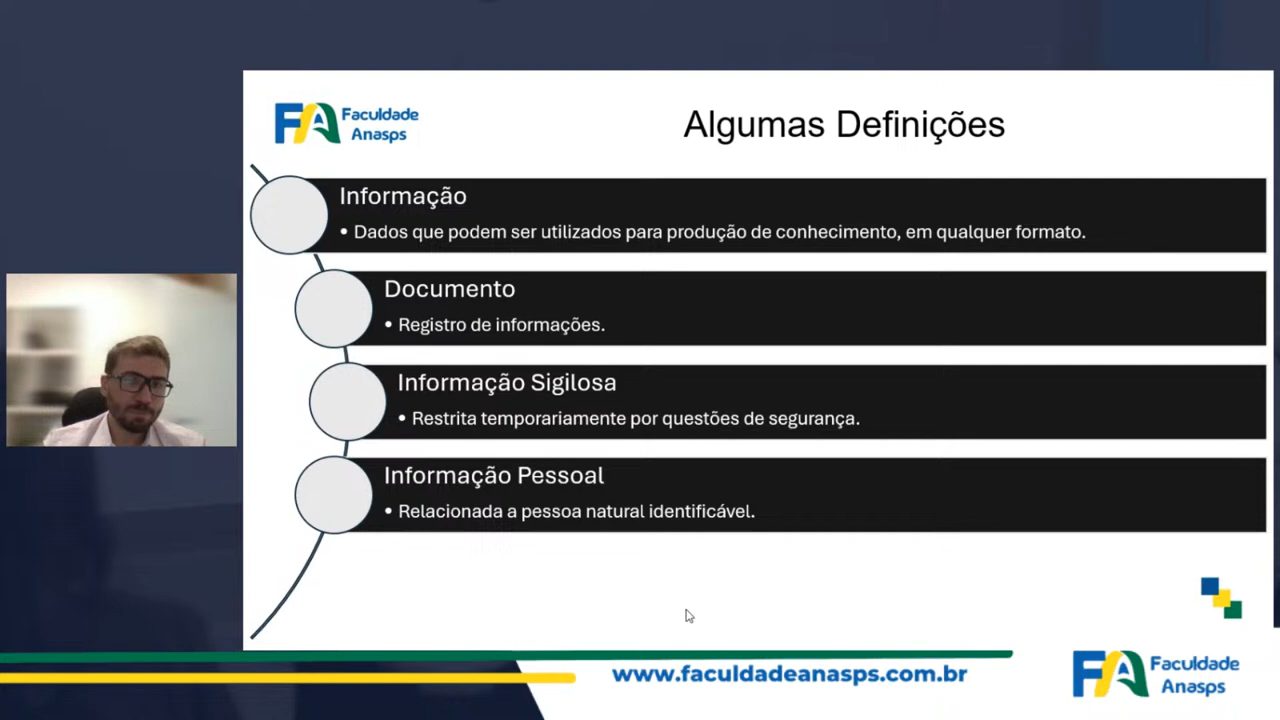 Faculdade
Anasps
Algumas Definições
Informação
• Dados que podem ser utilizados para produção de conhecimento, em qualquer formato.
Documento
• Registro de informações.
Informação Sigilosa
• Restrita temporariamente por questões de segurança.
Informação Pessoal
• Relacionada a pessoa natural identificável.
www.faculdadeanasps.com.br
FA Faculdade
Anasps